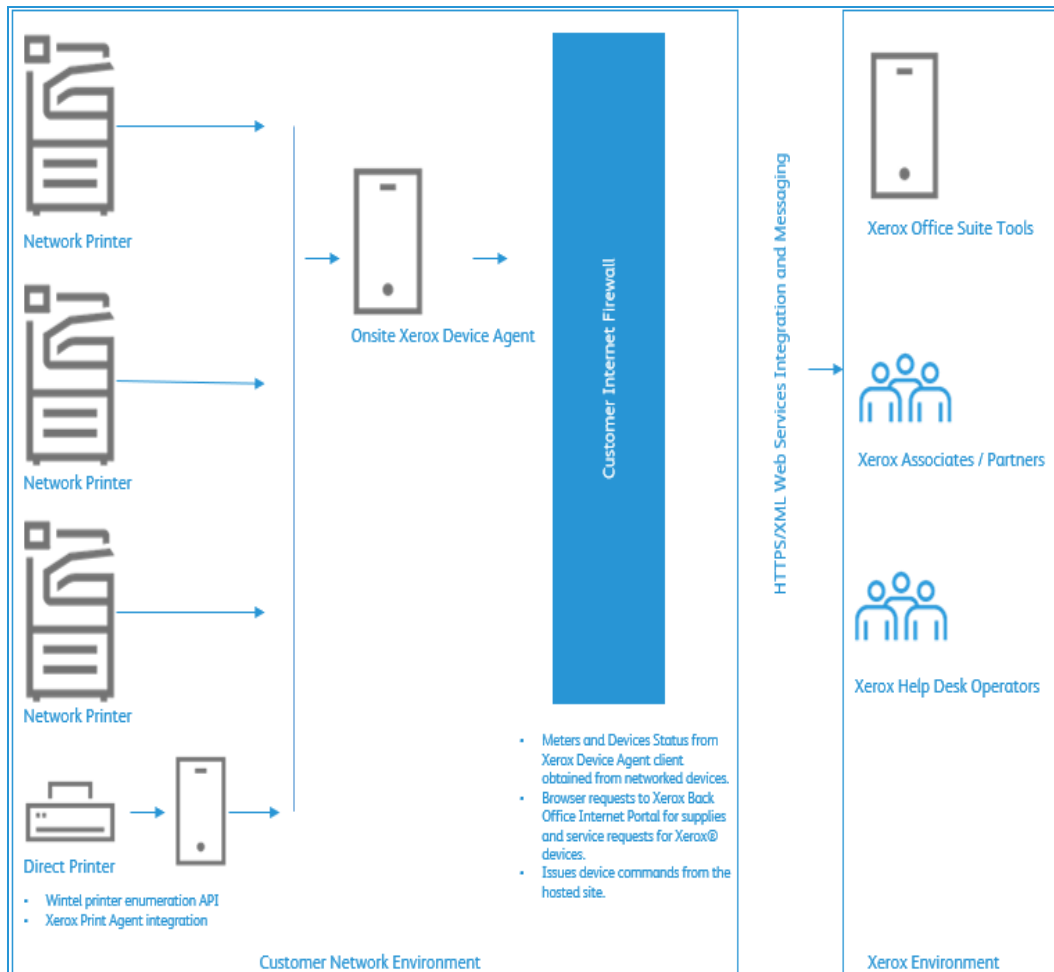 Network Printer
Network Printer
Network Printer
Direct Printer
• Wintel printer enumeration API
• Xerox Print Agent integration
Onsite Xerox Device Agent
Customer Internet Firewall
• Meters and Devices Status from
Xerox Device Agent client
obtained from networked devices.
• Browser requests to Xerox Back
Office Internet Portal for supplies
and service requests for Xerox®
devices.
• Issues device commands from the
hosted site.
Customer Network Environment
HTTPS/XML Web Services Integration and Messaging
Xerox Office Suite Tools
Xerox Associates / Partners
Xerox Help Desk Operators
Xerox Environment